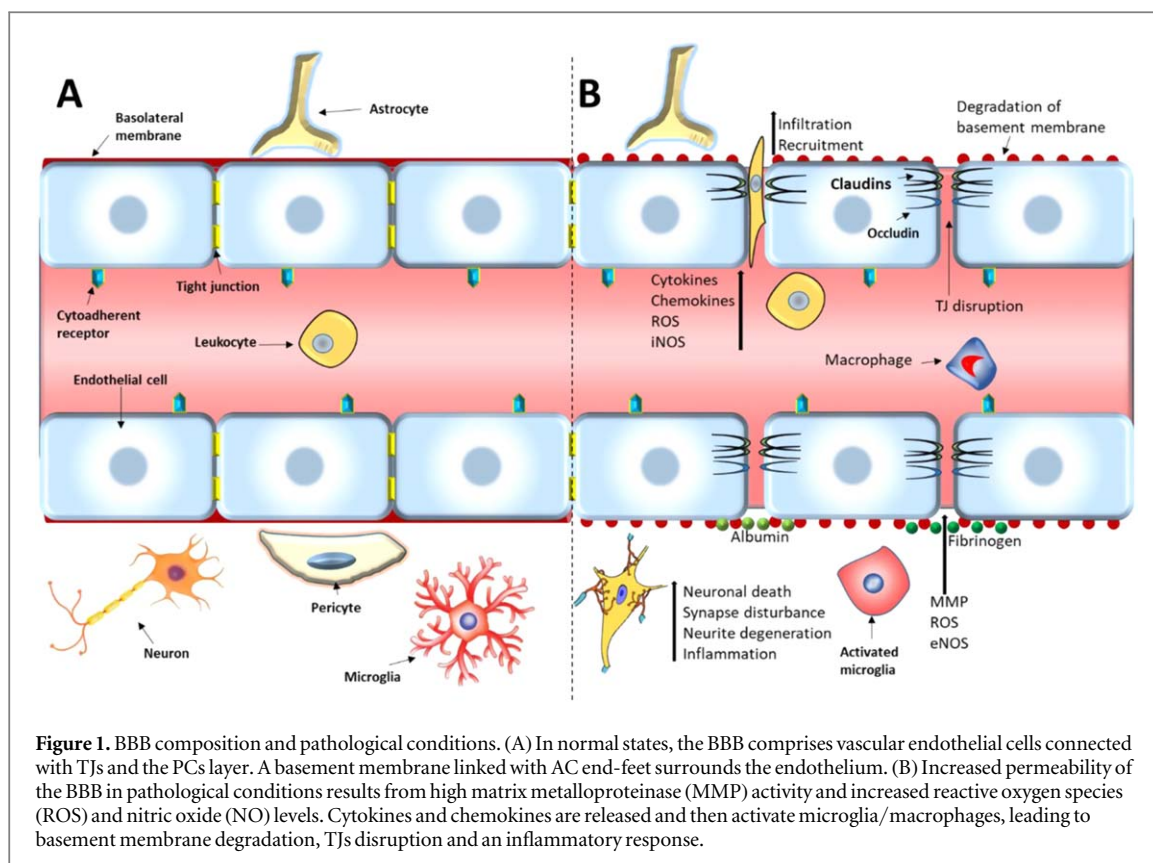 A
Basolateral
membrane
Astrocyte
Tight junction
Cytoadherent
receptor
Leukocyte
Endothelial cell
Neuron
Pericyte
Microglia
B
Infiltration
Recruitment
Degradation of
basement membrane
Claudins
Occludin
Cytokines
Chemokines
ROS
iNOS
TJ disruption
Macrophage
Albumin
Fibrinogen
Neuronal death
Synapse disturbance
Neurite degeneration
Inflammation
Activated
microglia
MMP
ROS
eNOS
Figure 1. BBB composition and pathological conditions. (A) In normal states, the BBB comprises vascular endothelial cells connected
with TJs and the PCs layer. A basement membrane linked with AC end-feet surrounds the endothelium. (B) Increased permeability of
the BBB in pathological conditions results from high matrix metalloproteinase (MMP) activity and increased reactive oxygen species
(ROS) and nitric oxide (NO) levels. Cytokines and chemokines are released and then activate microglia/macrophages, leading to
basement membrane degradation, TJs disruption and an inflammatory response.